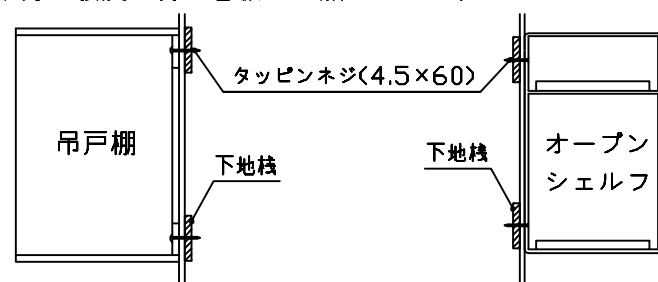 タッピンネジ(4.5×60)
吊戸棚
下地桟
下地桟
オープン
シェルフ